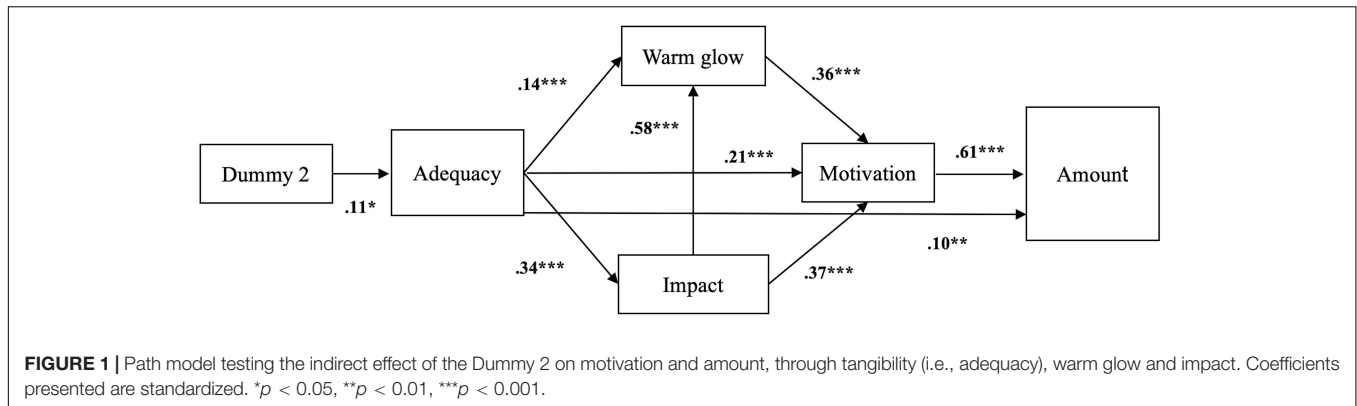 Warm glow
.36***
.14***
.58***
.21***
.61***
Dummy 2
Adequacy
Motivation
Amount
.11*
.10**
.34***
.37***
Impact
FIGURE 1 | Path model testing the indirect effect of the Dummy 2 on motivation and amount, through tangibility (i.e., adequacy), warm glow and impact. Coefficients
presented are standardized. *p < 0.05, **p < 0.01, ***p < 0.001.